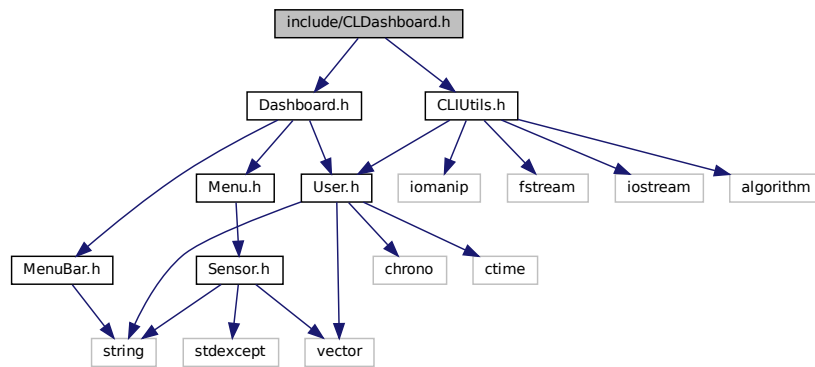 include/CLDashboard.h
Dashboard.h
CLIUtils.h
Menu.h
User.h
iomanip
fstream
iostream
algorithm
MenuBar.h
Sensor.h
chrono
ctime
string
stdexcept
vector